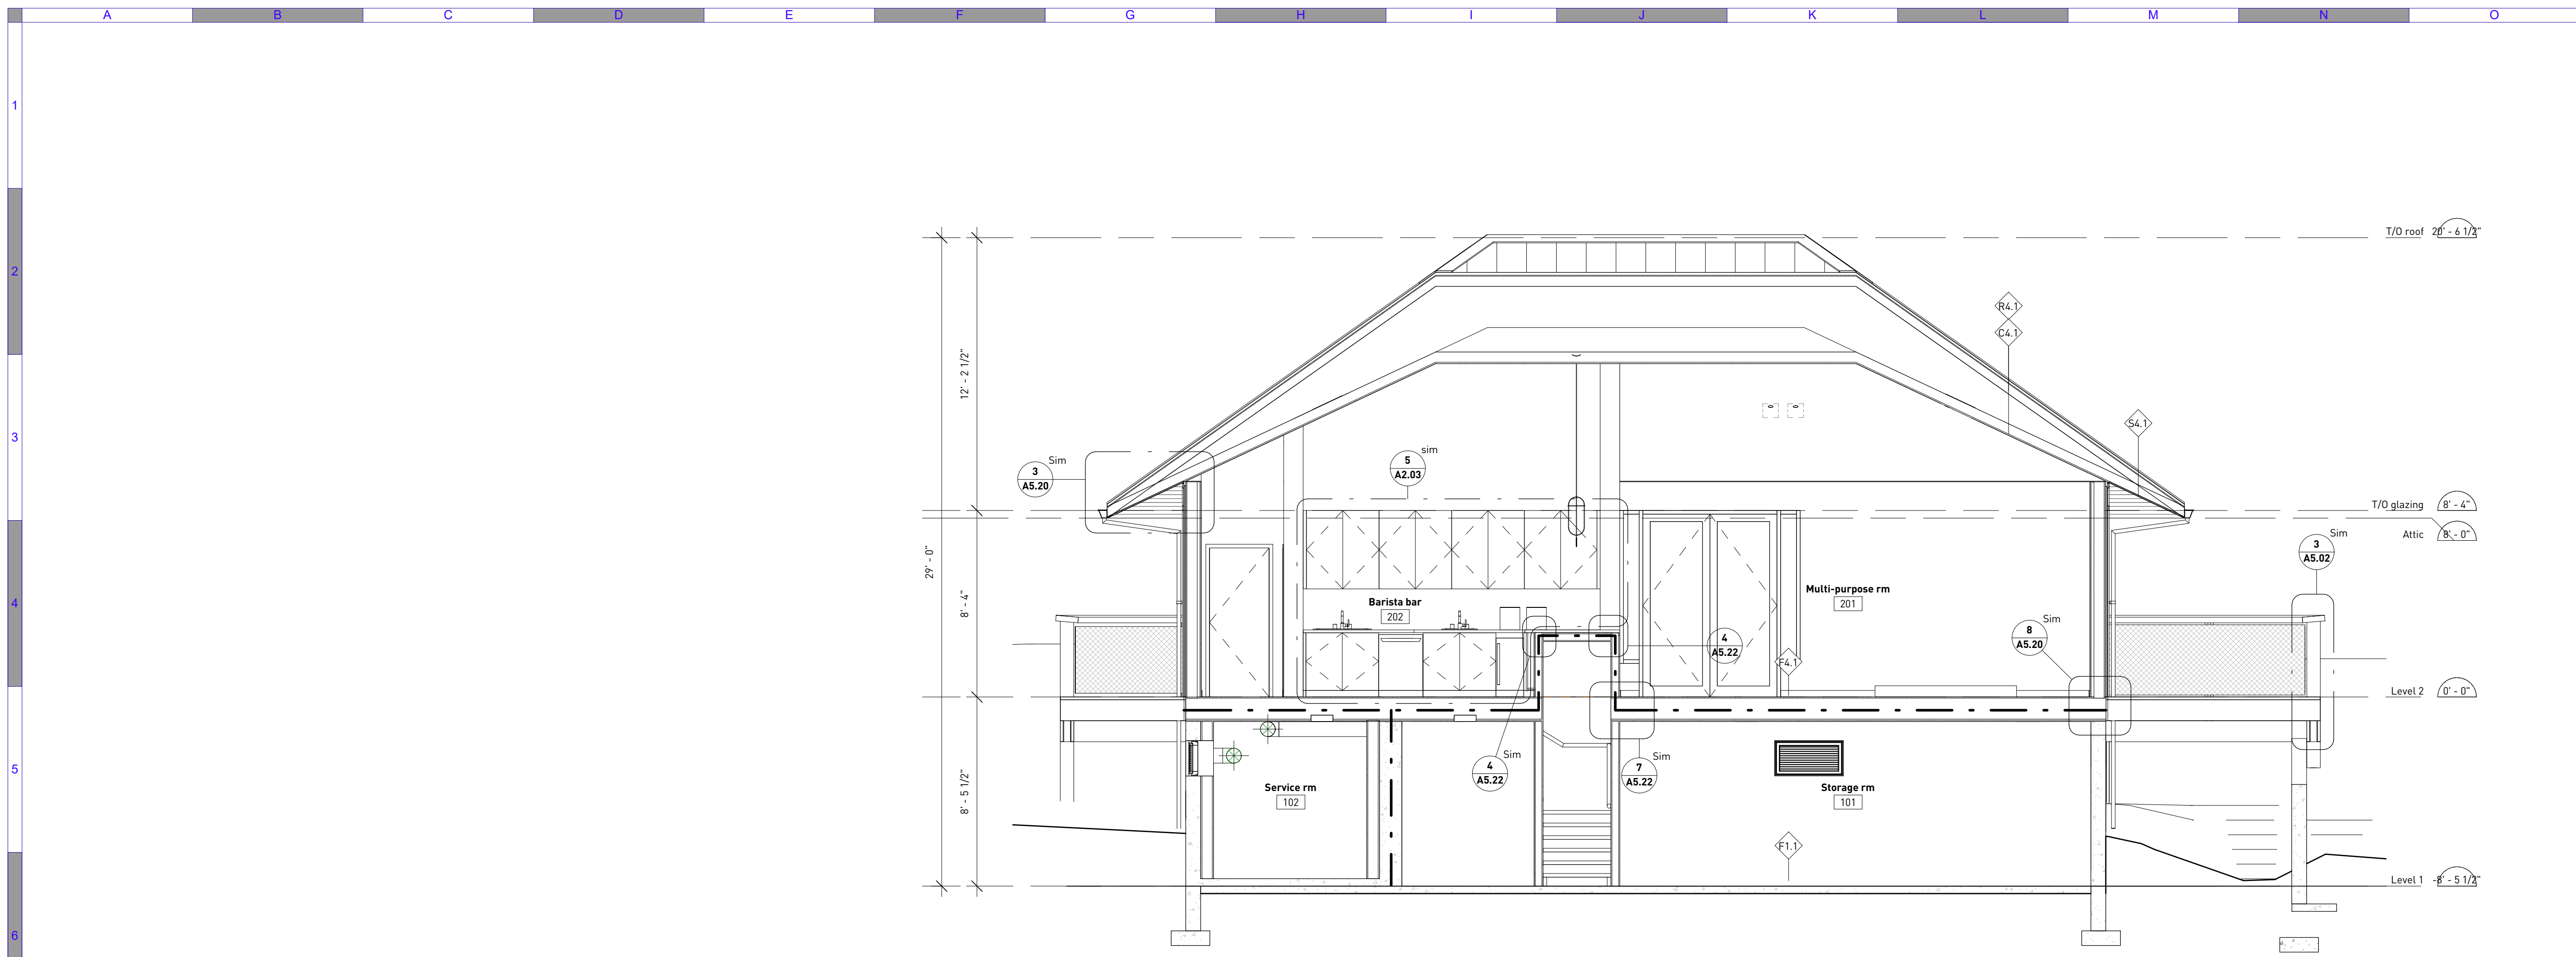 A B C D E F G H I J K L M N O
1
T/O roof 20' - 6 1/2"
2
R4.1
C4.1
12' - 2 1/2"
3
S4.1
Sim
3
A5.20
sim
5
A2.03
T/O glazing 8' - 4"
Attic 8' - 0"
Sim
3
A5.02
29' - 0"
8' - 4"
4
Barista bar
202
Multi-purpose rm
201
Sim
8
A5.20
4
A5.22
F4.1
Level 2 0' - 0"
5
8' - 5 1/2"
Sim
4
A5.22
Sim
7
A5.22
Service rm
102
Storage rm
101
F1.1
Level 1 -8' - 5 1/2"
6